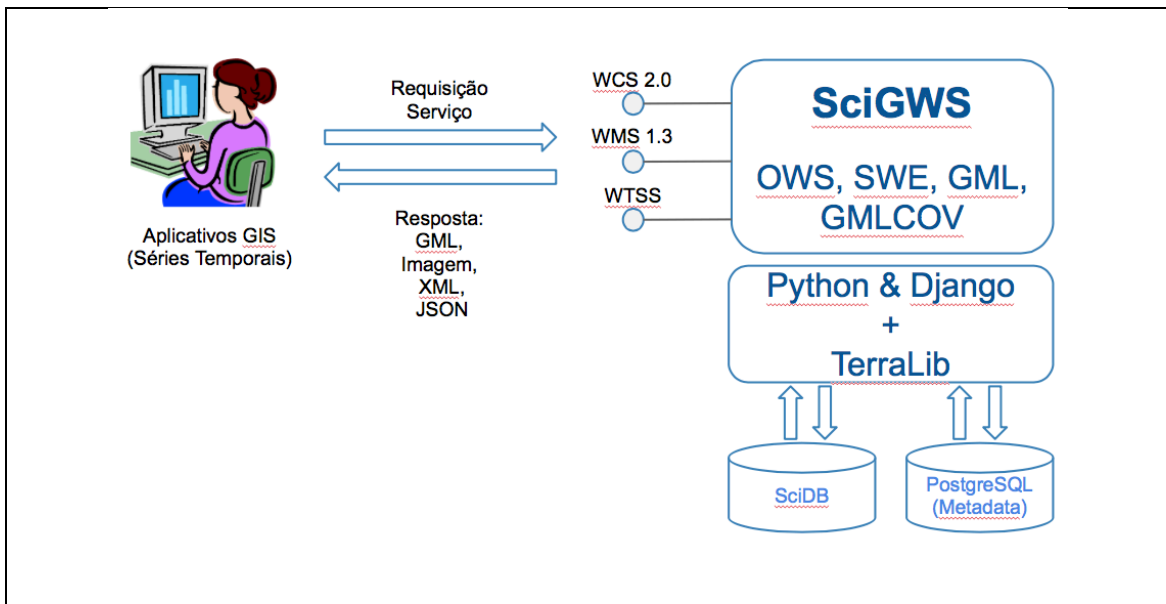 Requisição
Serviço
Resposta:
GML,
Imagem,
XML,
JSON
Aplicativos GIS
(Séries Temporais)
WCS 2.0
WMS 1.3
WTSS
SciGWS
OWS, SWE, GML,
GMLCOV
Python & Django
+
TerraLib
SciDB
PostgreSQL
(Metadata)